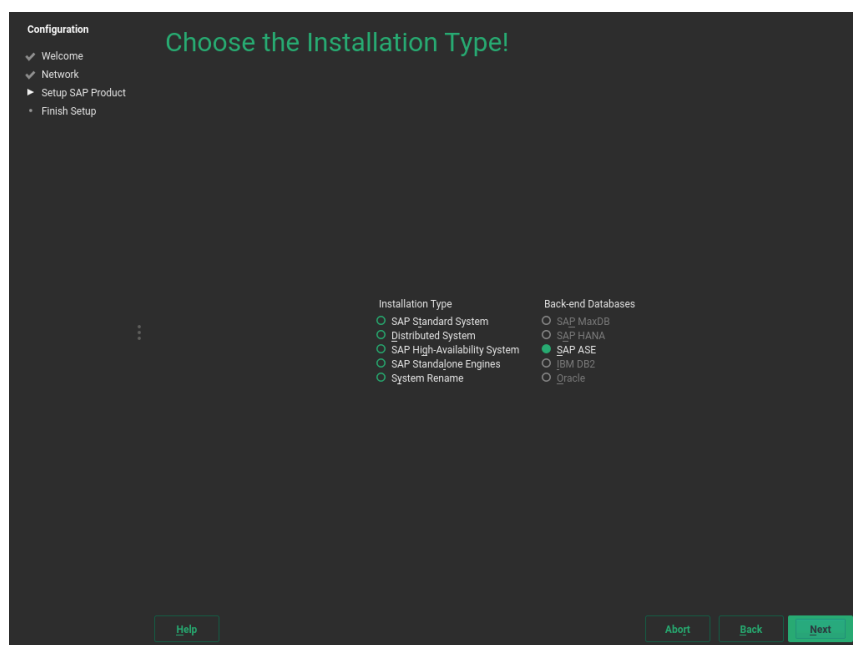 Configuration
Welcome
Network
Setup SAP Product
Finish Setup
Choose the Installation Type!
Installation Type
SAP Standard System
Distributed System
SAP High-Availability System
SAP Standalone Engines
System Rename
Back-end Databases
SAP MaxDB
SAP HANA
SAP ASE
IBM DB2
Oracle
Help
Abort
Back
Next